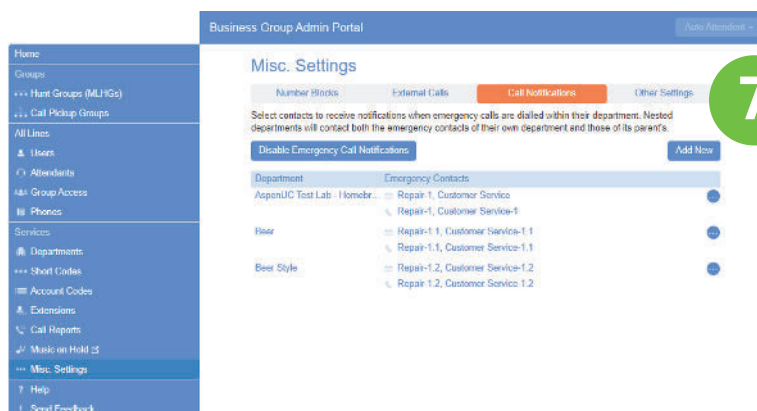 Business Group Admin Portal
Auto Attendant
Home
Groups
Hunt Groups (MLHGs)
Call Pickup Groups
All Lines
Users
Attendants
Group Access
Phones
Services
Departments
Short Codes
Account Codes
Extensions
Call Reports
Music on Hold
Misc. Settings
Help
Send Feedback
Misc. Settings
Number Blocks External Calls Call Notifications Other Settings
Select contacts to receive notifications when emergency calls are dialled within their department. Nested
departments will contact both the emergency contacts of their own department and those of its parent's.
Disable Emergency Call Notifications Add New
Department Emergency Contacts
AspenUC Test Lab - Homebr... Repair-1, Customer Service
Repair-1, Customer Service-1
Beer Repair-1.1, Customer Service-1.1
Repair-1.1, Customer Service-1.1
Beer Style Repair-1.2, Customer Service-1.2
Repair-1.2, Customer Service-1.2
7